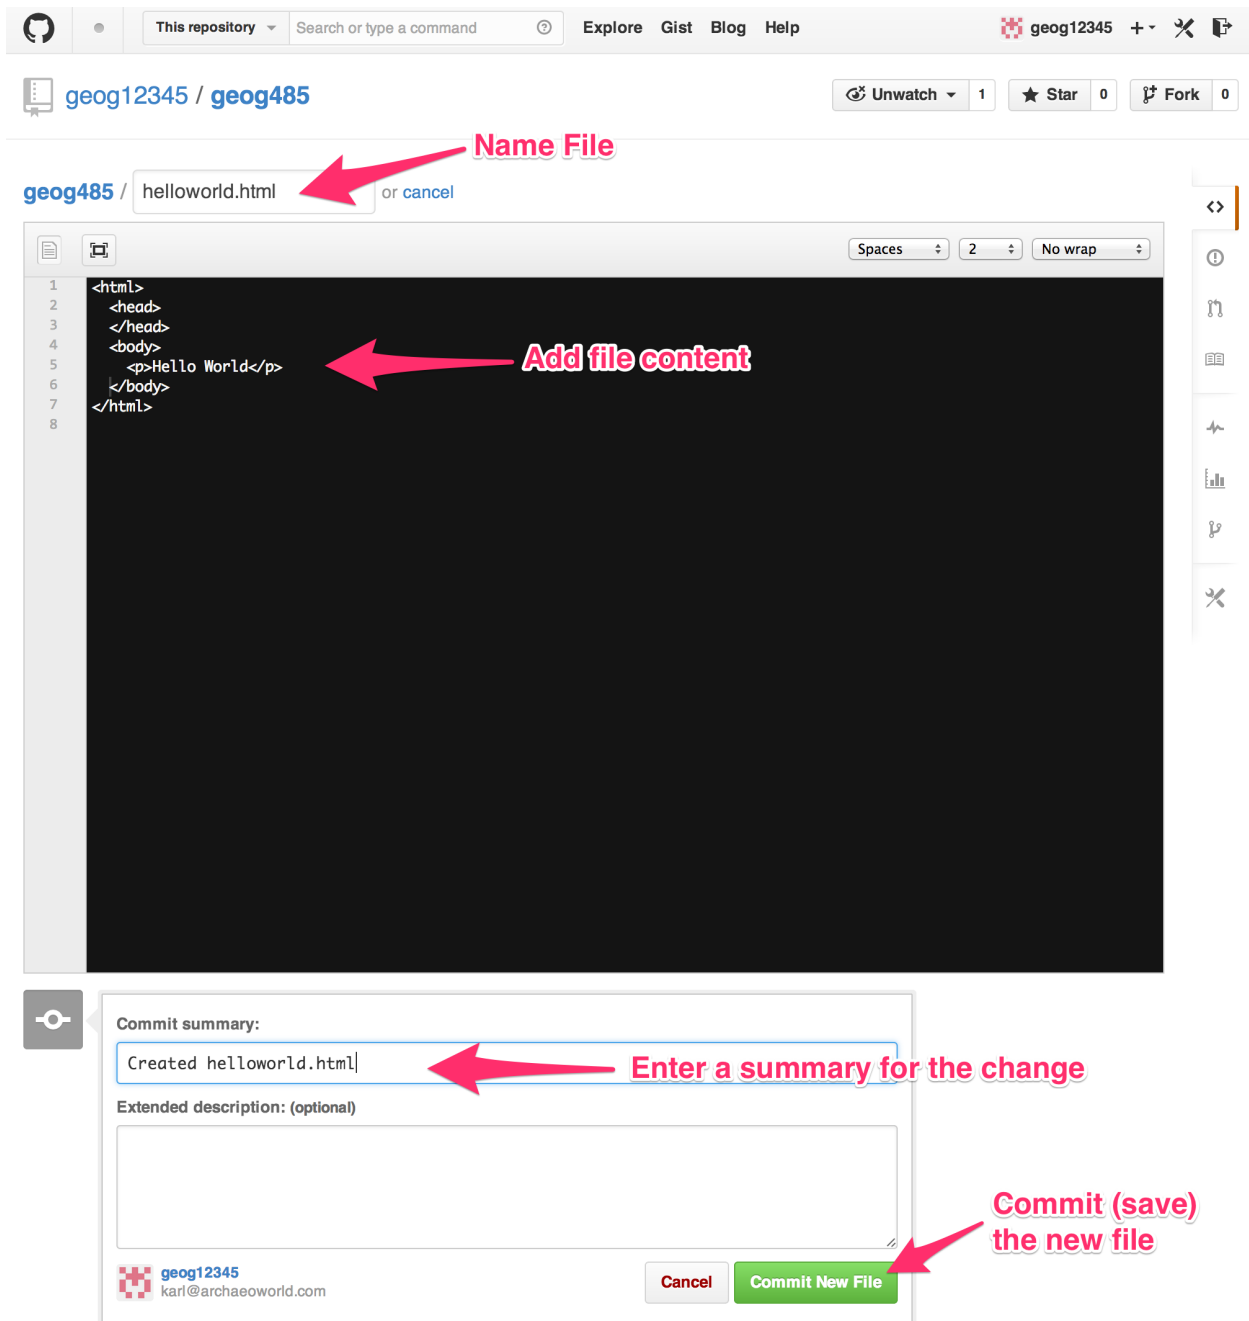 This repository Search or type a command Explore Gist Blog Help geog12345
geog12345 / geog485
Unwatch 1 Star 0 Fork 0
Name File
geog485 / helloworld.html or cancel
Spaces 2 No wrap
1 <html>
2 <head>
3 </head>
4 <body>
5 <p>Hello World</p>
6 </body>
7 </html>
8
Add file content
Commit summary:
Created helloworld.html
Enter a summary for the change
Extended description: (optional)
Commit (save)
the new file
geog12345
karl@archaeoworld.com
Cancel Commit New File